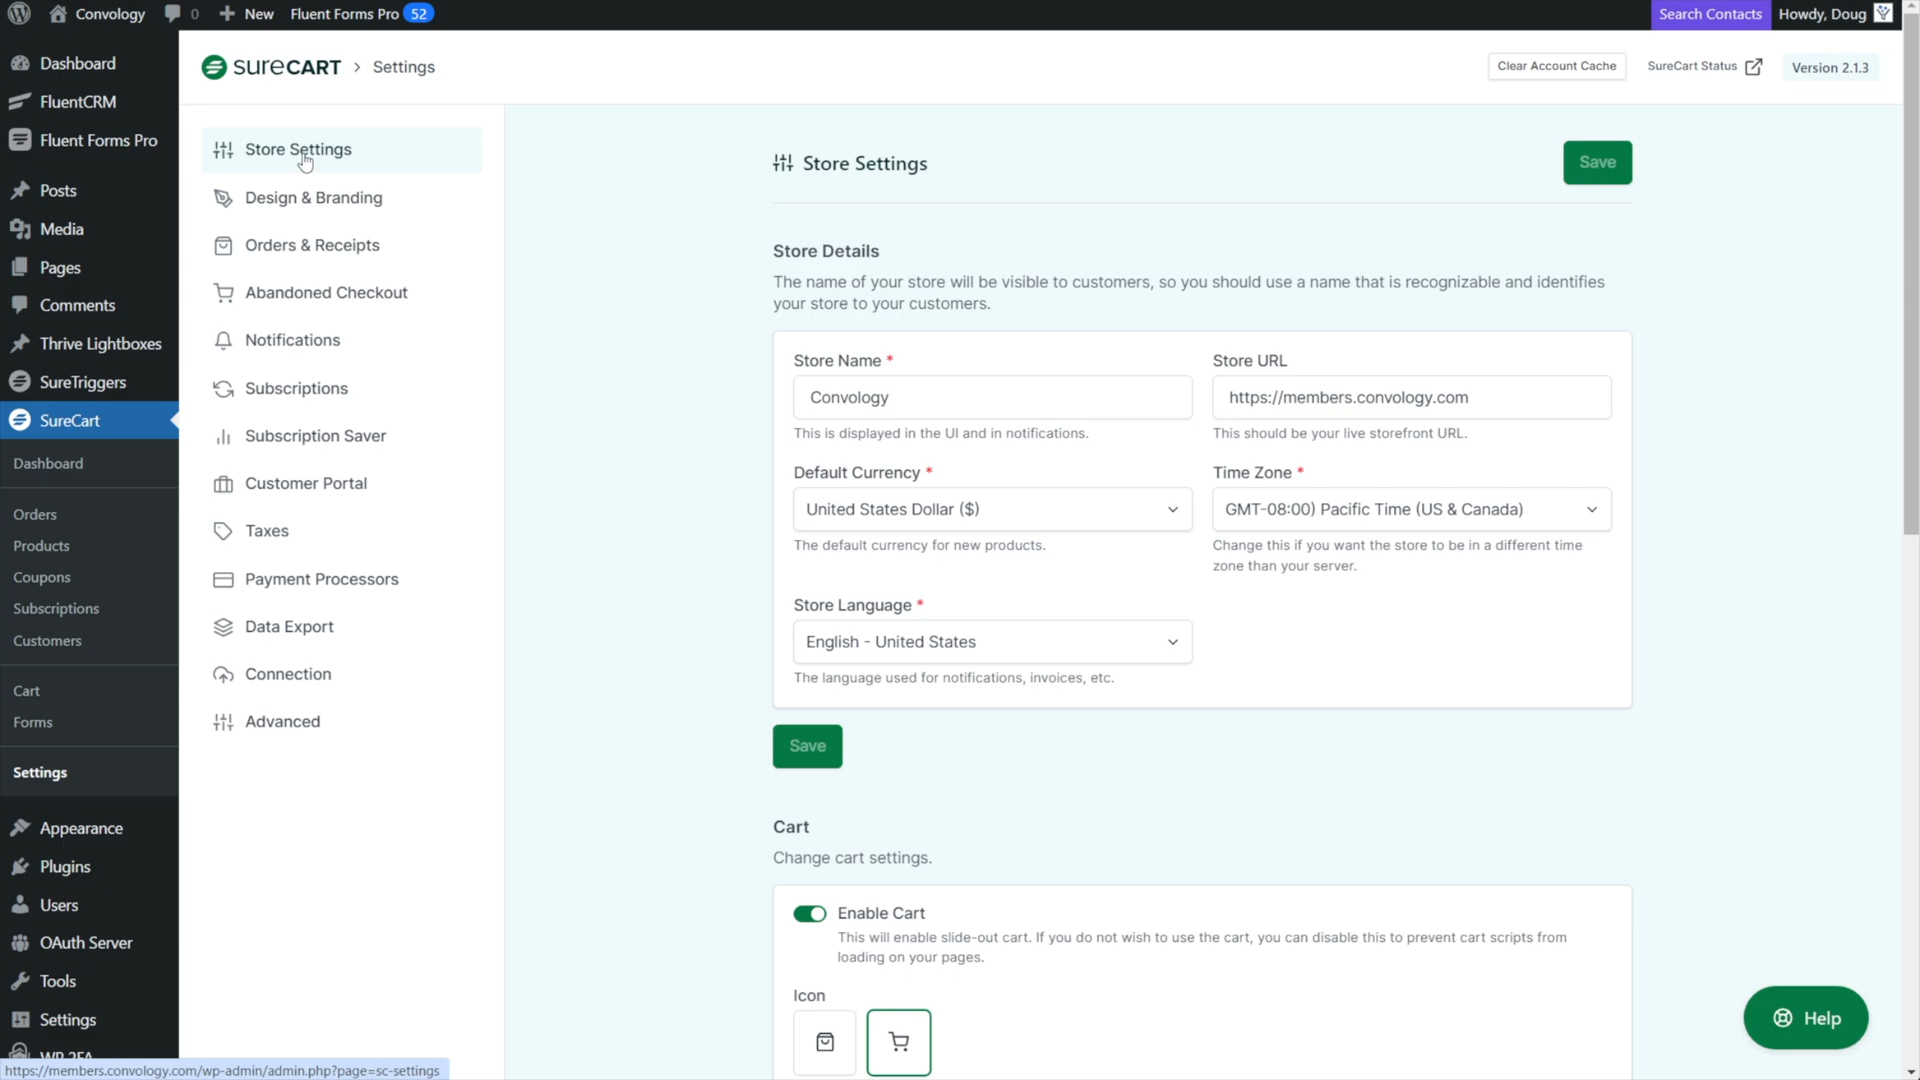 Convology
0
New
Fluent Forms Pro 52
Search Contacts
Howdy, Doug
Dashboard
FluentCRM
Fluent Forms Pro
Posts
Media
Pages
Comments
Thrive Lightboxes
SureTriggers
SureCart
Dashboard
Orders
Products
Coupons
Subscriptions
Customers
Cart
Forms
Settings
Appearance
Plugins
Users
OAuth Server
Tools
Settings
WP 2FA
https://members.convology.com/wp-admin/admin.php?page=sc-settings
SURECART > Settings
Clear Account Cache
SureCart Status
Version 2.1.3
Store Settings
Design & Branding
Orders & Receipts
Abandoned Checkout
Notifications
Subscriptions
Subscription Saver
Customer Portal
Taxes
Payment Processors
Data Export
Connection
Advanced
Store Settings
Save
Store Details
The name of your store will be visible to customers, so you should use a name that is recognizable and identifies
your store to your customers.
Store Name *
Convology
This is displayed in the UI and in notifications.
Store URL
https://members.convology.com
This should be your live storefront URL.
Default Currency *
United States Dollar ($)
The default currency for new products.
Time Zone *
GMT-08:00) Pacific Time (US & Canada)
Change this if you want the store to be in a different time
zone than your server.
Store Language *
English - United States
The language used for notifications, invoices, etc.
Save
Cart
Change cart settings.
Enable Cart
This will enable slide-out cart. If you do not wish to use the cart, you can disable this to prevent cart scripts from
loading on your pages.
Icon
Help